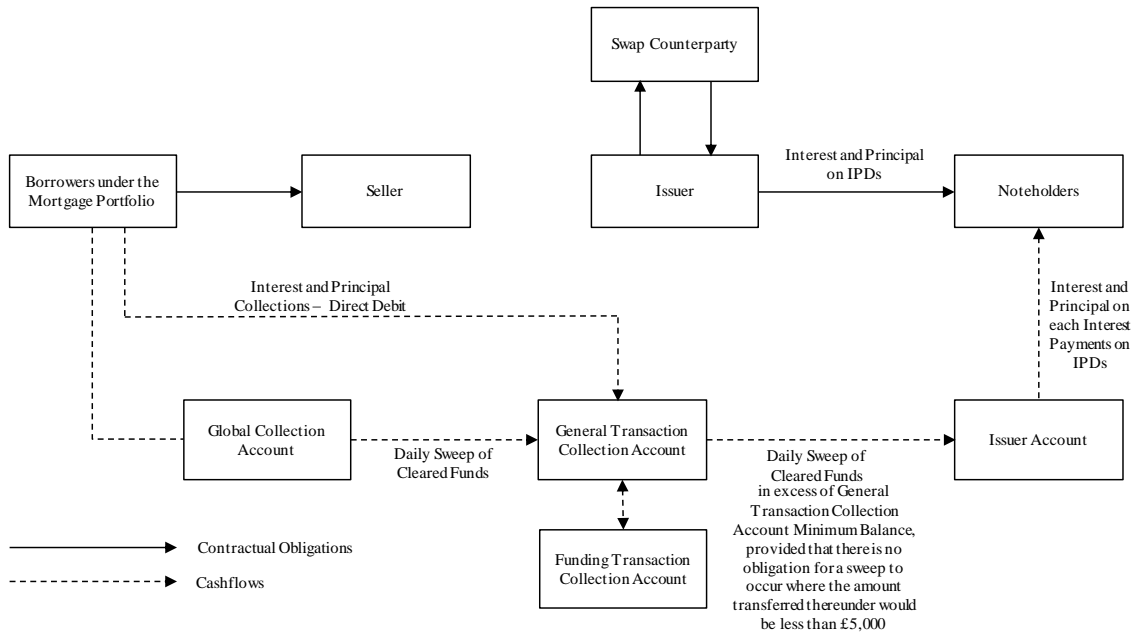 Swap Counterparty
Borrowers under the
Mortgage Portfolio
Seller
Issuer
Interest and Principal
on IPDs
Noteholders
Interest and Principal
Collections – Direct Debit
Interest and
Principal on
each Interest
Payments on
IPDs
Global Collection
Account
Daily Sweep of
Cleared Funds
General Transaction
Collection Account
Daily Sweep of
Cleared Funds
in excess of General
Transaction Collection
Account Minimum Balance,
provided that there is no
obligation for a sweep to
occur where the amount
transferred thereunder would
be less than £5,000
Issuer Account
Funding Transaction
Collection Account
Contractual Obligations
Cashflows